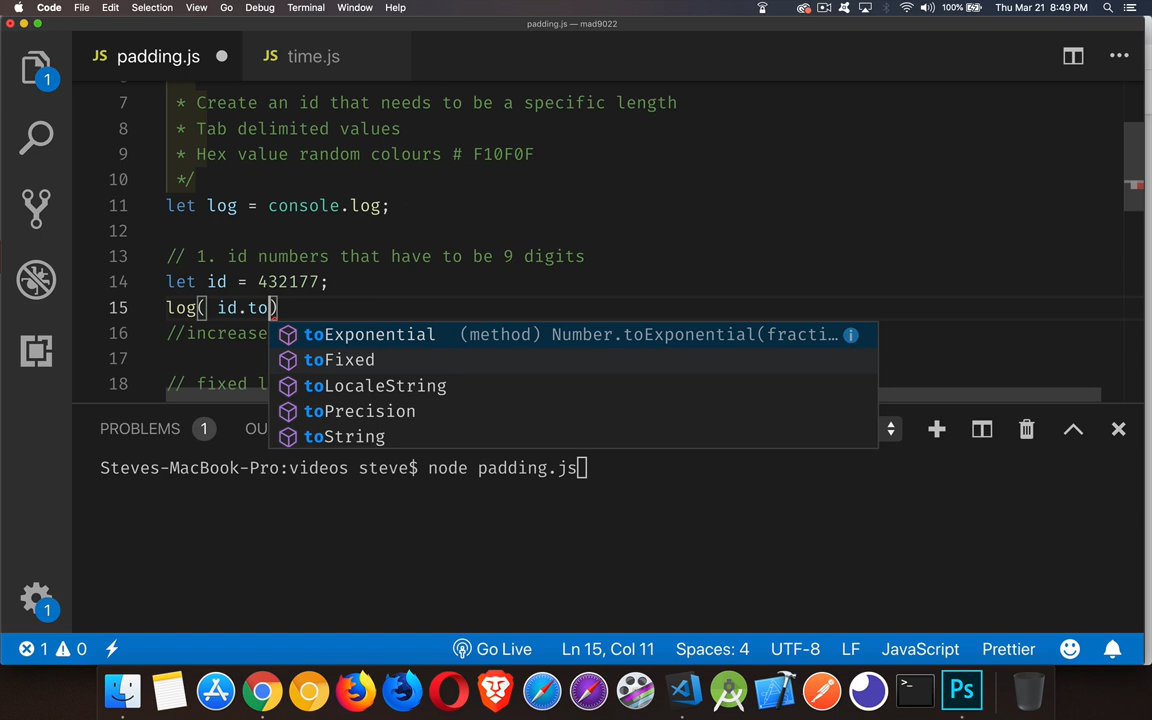 Code File Edit Selection View Go Debug Terminal Window Help 100% Thu Mar 21 8:49 PM
padding.js — mad9022
JS padding.js JS time.js
1
7 * Create an id that needs to be a specific length
8 * Tab delimited values
9 * Hex value random colours # F10F0F
10 */
11 let log = console.log;
12
13 // 1. id numbers that have to be 9 digits
14 let id = 432177;
15 log( id.to)
16 //increase
toExponential (method) Number.toExponential(fracti…
17
toFixed
18 // fixed l
toLocaleString
toPrecision
toString
PROBLEMS 1 OU
Steves-MacBook-Pro:videos steve$ node padding.js
1
1 0 Go Live Ln 15, Col 11 Spaces: 4 UTF-8 LF JavaScript Prettier
>_ Ps